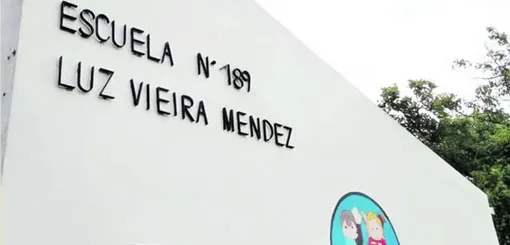 ESCUELA N° 189
LUZ VIEIRA MENDEZ